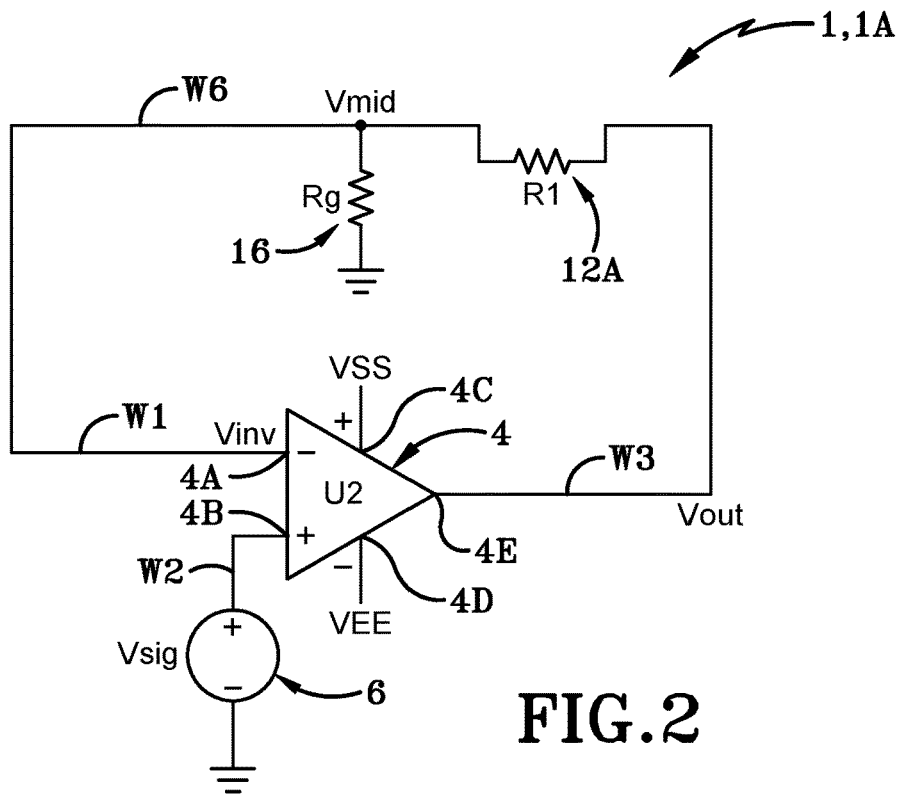 1,1A
W6
Vmid
Rg
R1
16
12A
VSS
4C
W1
Vinv
+
4
4A
−
W3
U2
4B
Vout
+
4E
W2
−
4D
VEE
+
Vsig
−
6
FIG.2